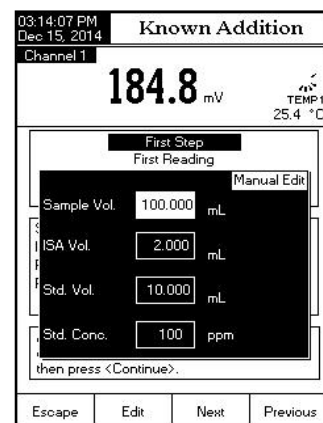 03:14:07 PM
Dec 15, 2014
Known Addition
Channel 1
184.8 mV
TEMP1
25.4 °C
First Step
First Reading
Manual Edit
Sample Vol. 100.000 mL
ISA Vol. 2.000 mL
Std. Vol. 10.000 mL
Std. Conc. 100 ppm
then press <Continue>.
Escape Edit Next Previous